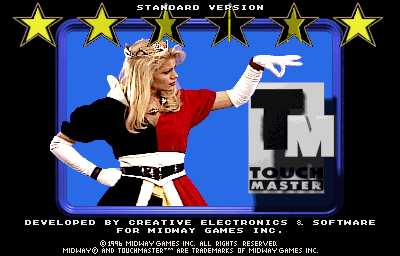 STANDARD VERSION
TM
TOUCH
MASTER
DEVELOPED BY CREATIVE ELECTRONICS & SOFTWARE
FOR MIDWAY GAMES INC.
© 1996 MIDWAY GAMES INC. ALL RIGHTS RESERVED.
MIDWAY® AND TOUCHMASTER™ ARE TRADEMARKS OF MIDWAY GAMES INC.